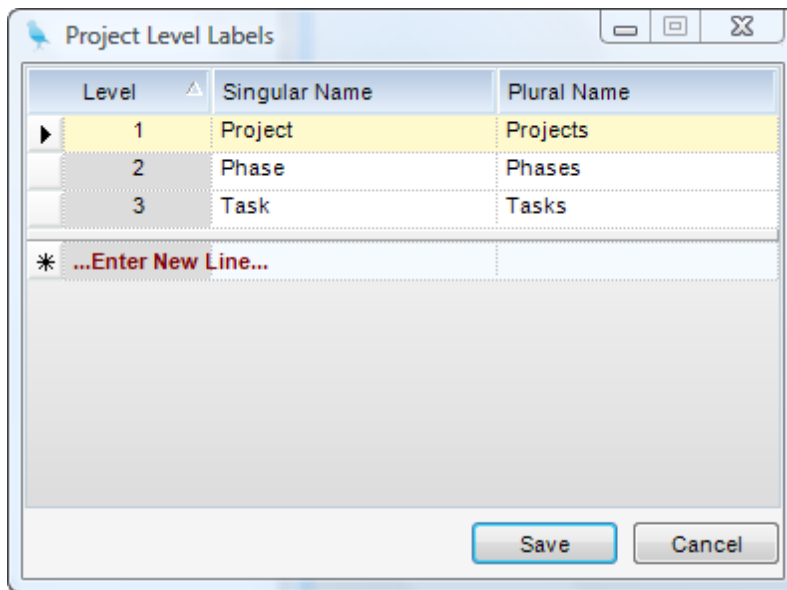 Project Level Labels
Level Singular Name Plural Name
1 Project Projects
2 Phase Phases
3 Task Tasks
...Enter New Line...
Save Cancel